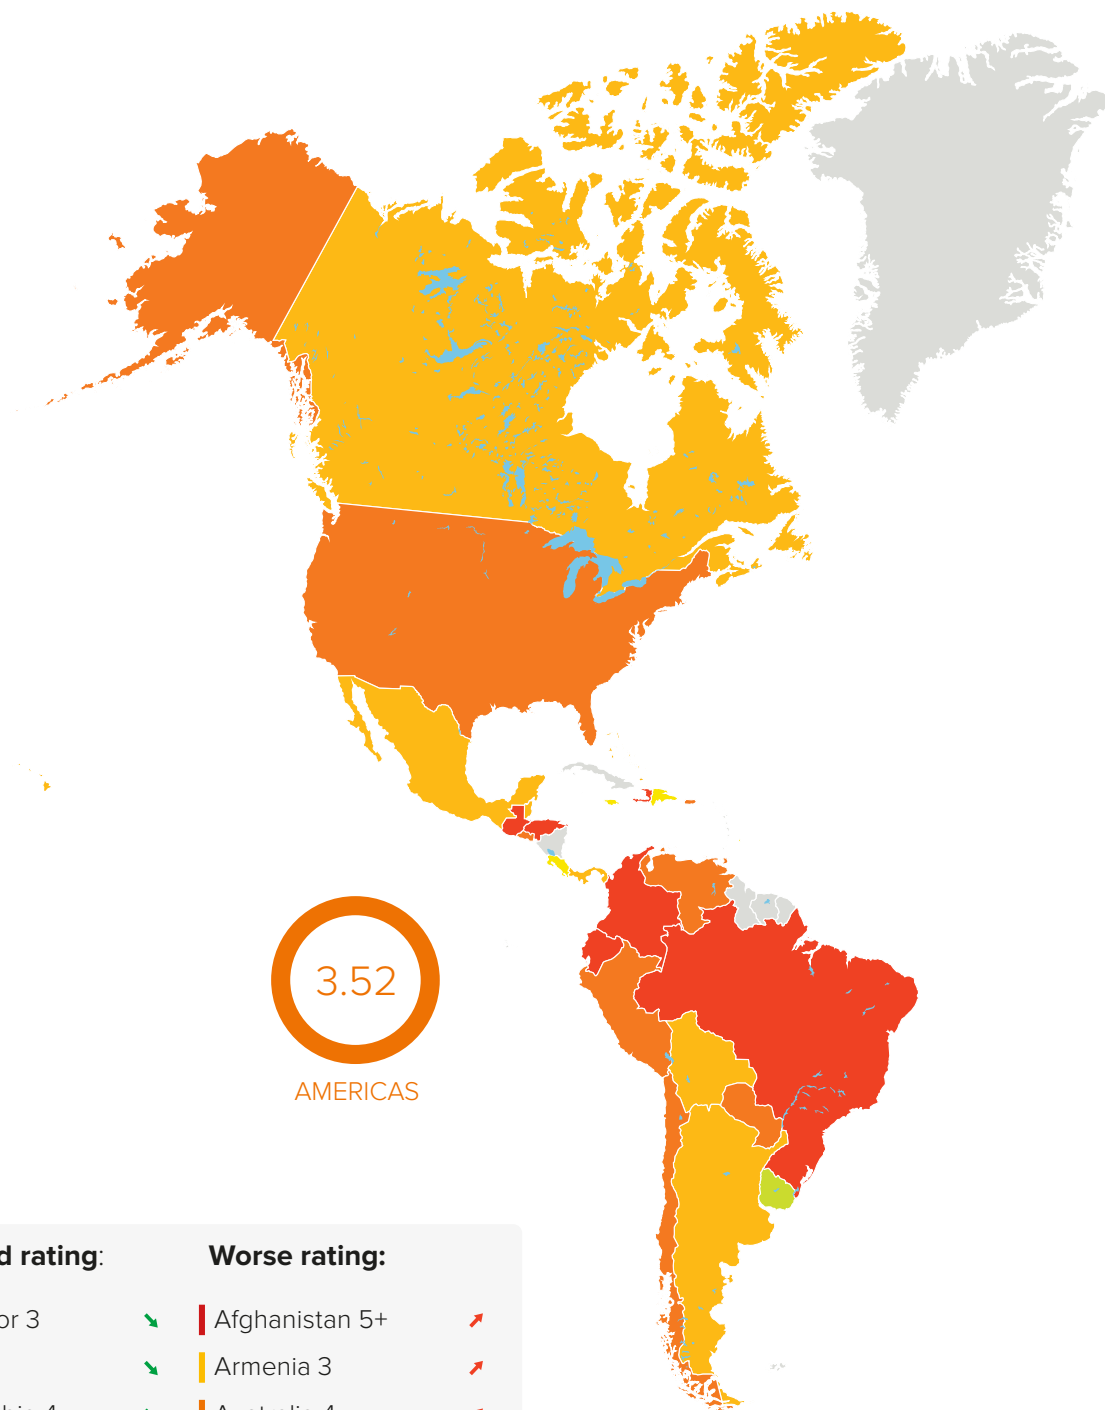 3.52
AMERICAS
rating:
Worse rating:
3
Afghanistan 5+
Armenia 3